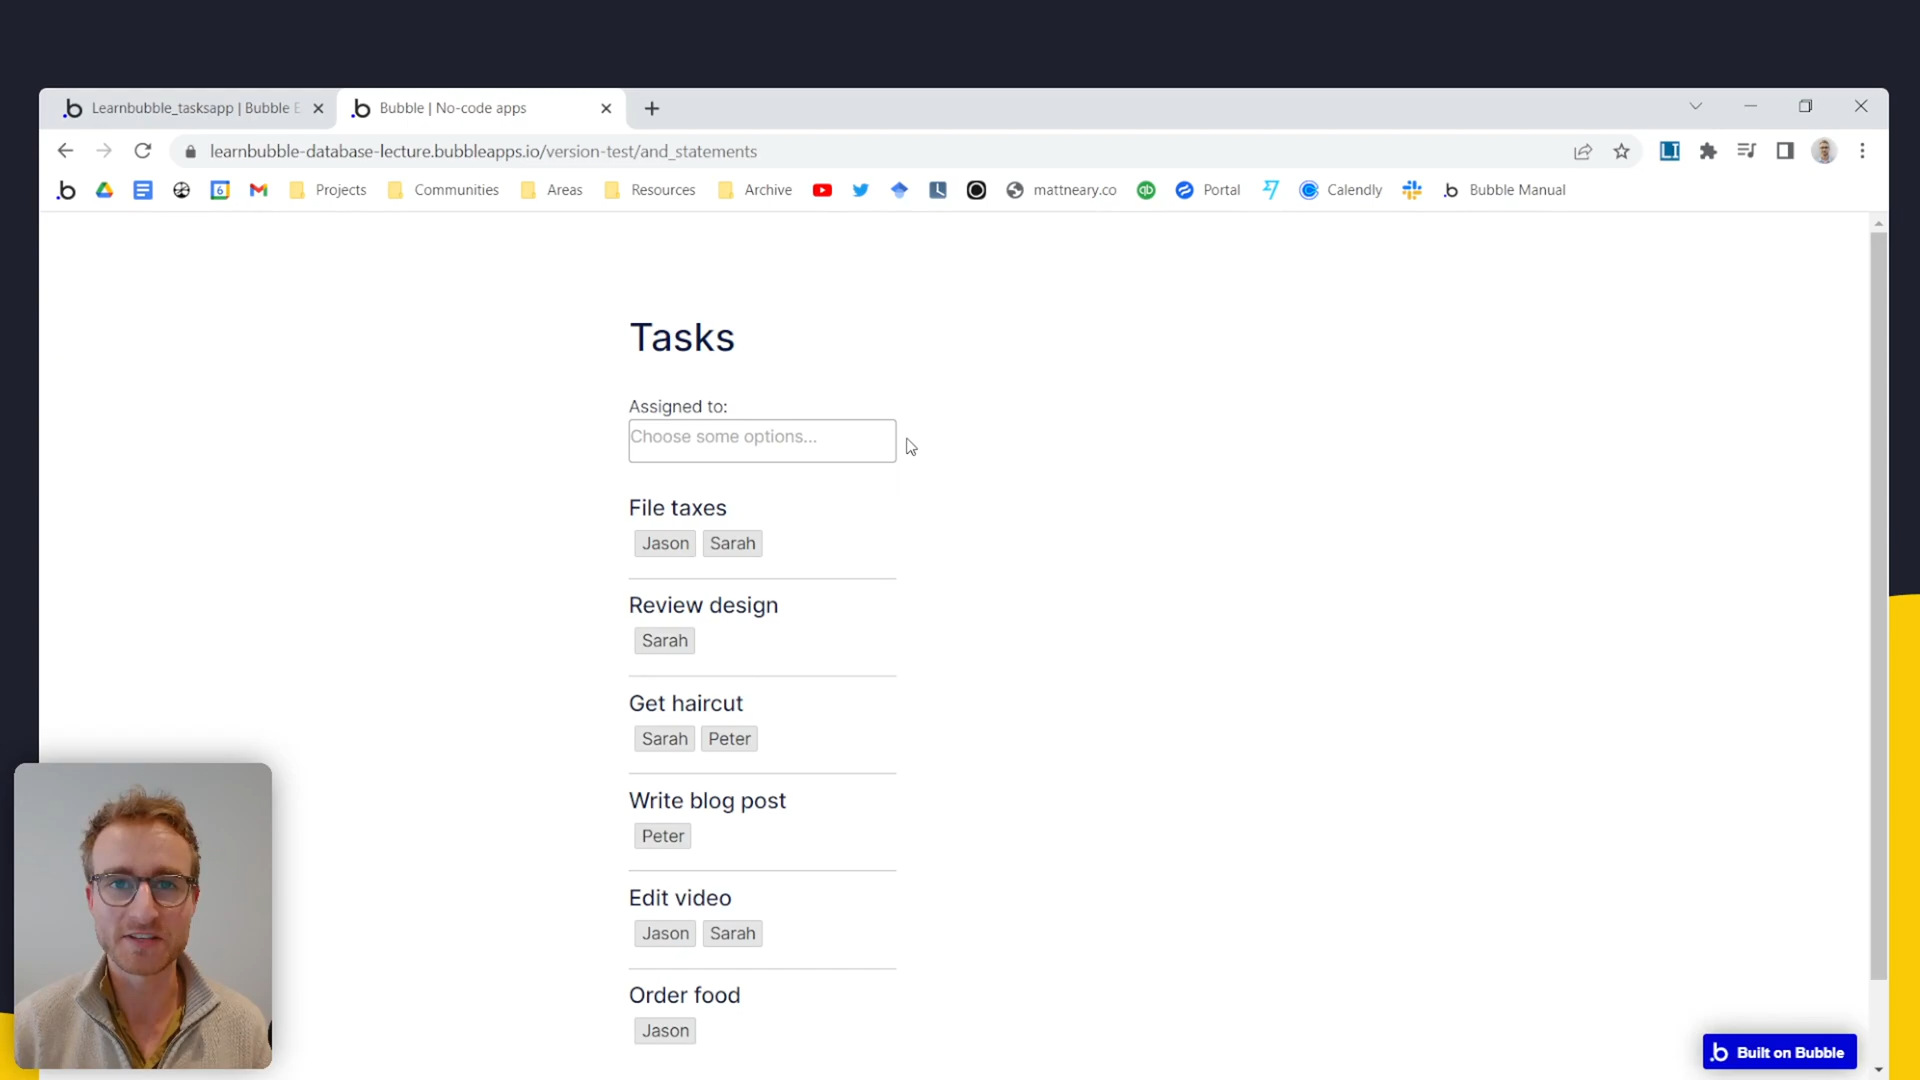 Learnbubble_tasksapp | Bubble E
Bubble | No-code apps
learnbubble-database-lecture.bubbleapps.io/version-test/and_statements
6 Projects Communities Areas Resources Archive mattneary.co qb Portal Calendly Bubble Manual
Tasks
Assigned to:
Choose some options...
File taxes
Jason Sarah
Review design
Sarah
Get haircut
Sarah Peter
Write blog post
Peter
Edit video
Jason Sarah
Order food
Jason
Built on Bubble